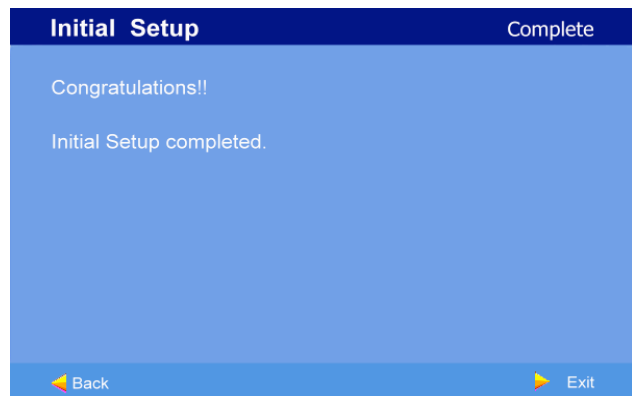 Initial Setup Complete
Congratulations!!
Initial Setup completed.
Back Exit